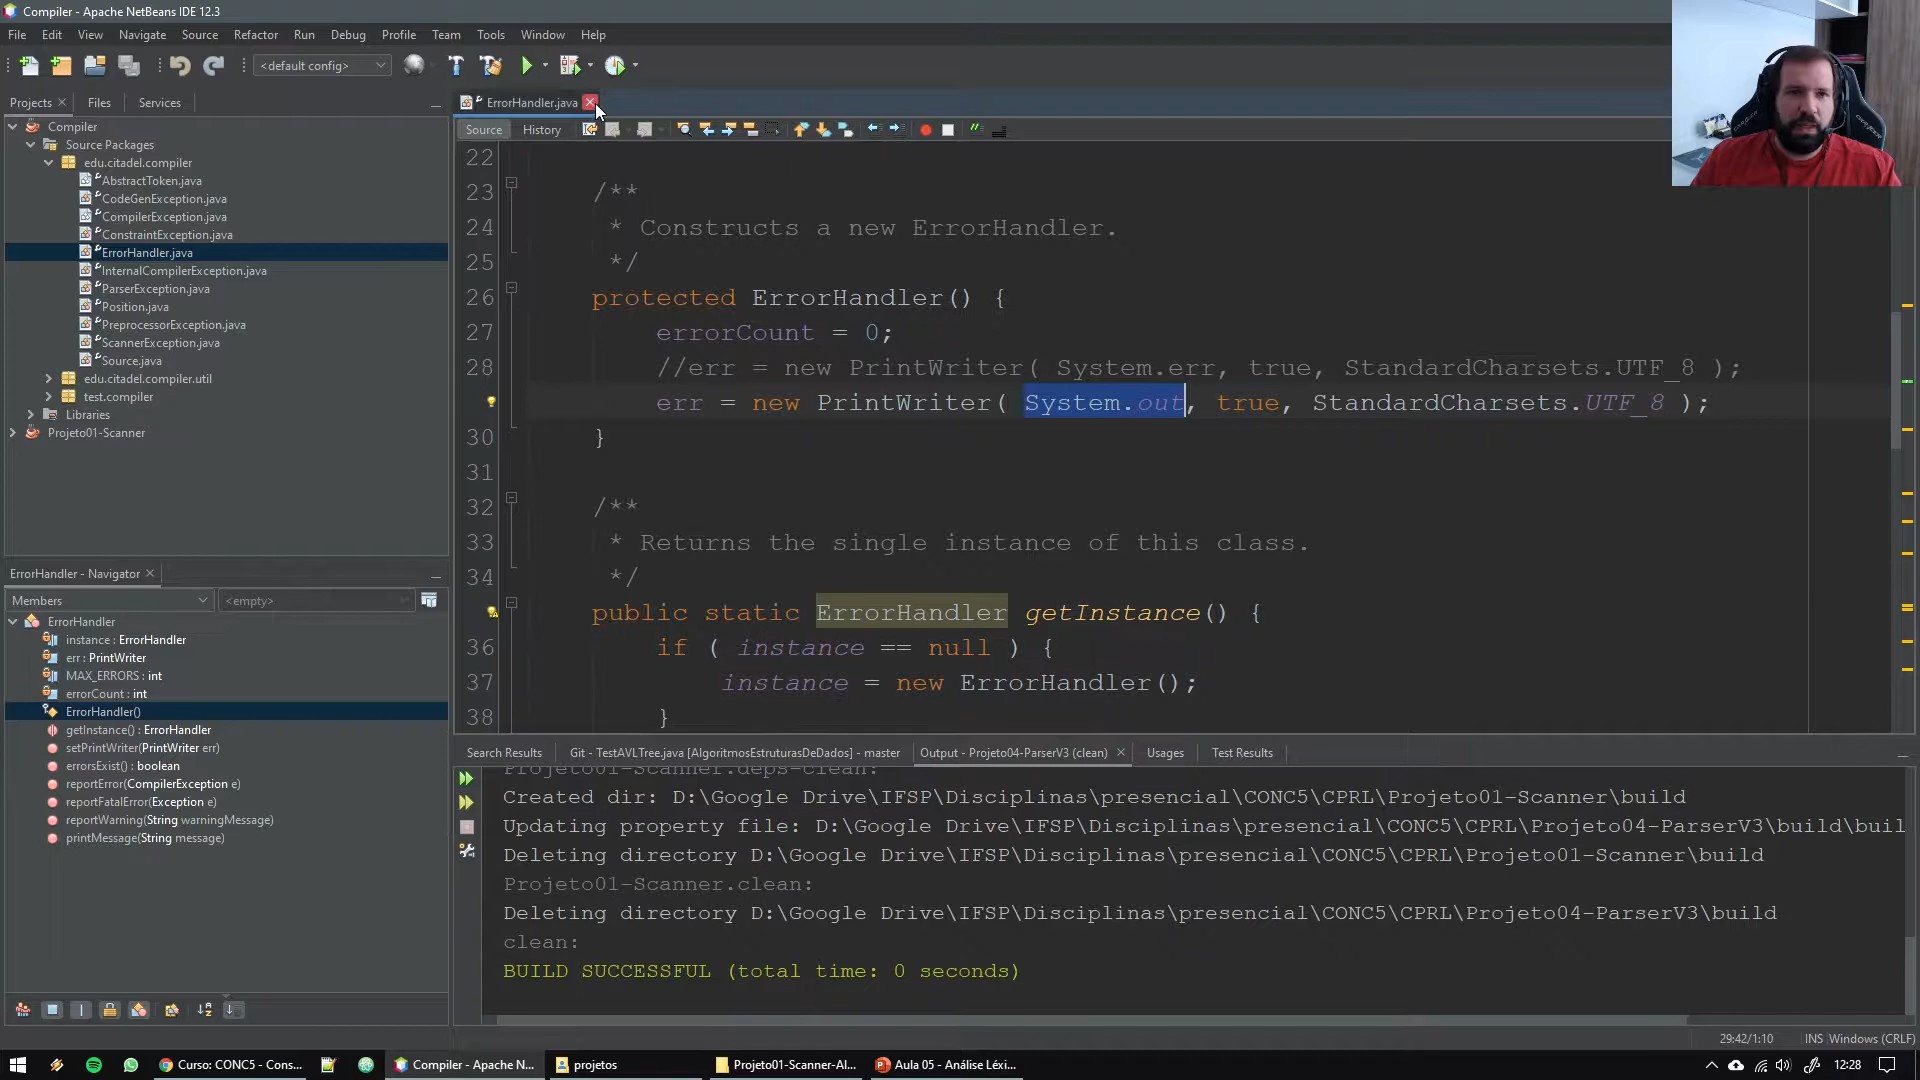 Compiler - Apache NetBeans IDE 12.3
File Edit View Navigate Source Refactor Run Debug Profile Team Tools Window Help
<default config>
Projects Files Services
ErrorHandler.java
Source History
Compiler
Source Packages
edu.citadel.compiler
AbstractToken.java
CodeGenException.java
CompilerException.java
ConstraintException.java
ErrorHandler.java
InternalCompilerException.java
ParserException.java
Position.java
PreprocessorException.java
ScannerException.java
Source.java
edu.citadel.compiler.util
test.compiler
Libraries
Projeto01-Scanner
22
23 /**
24 * Constructs a new ErrorHandler.
25 */
26 protected ErrorHandler() {
27 errorCount = 0;
28 //err = new PrintWriter( System.err, true, StandardCharsets.UTF_8 );
err = new PrintWriter( System.out, true, StandardCharsets.UTF_8 );
30 }
31
32 /**
33 * Returns the single instance of this class.
34 */
public static ErrorHandler getInstance() {
36 if ( instance == null ) {
37 instance = new ErrorHandler();
38 }
ErrorHandler - Navigator
Members <empty>
ErrorHandler
instance : ErrorHandler
err : PrintWriter
MAX_ERRORS : int
errorCount : int
ErrorHandler()
getInstance() : ErrorHandler
setPrintWriter(PrintWriter err)
errorsExist() : boolean
reportError(CompilerException e)
reportFatalError(Exception e)
reportWarning(String warningMessage)
printMessage(String message)
Search Results Git - TestAVLTree.java [AlgoritmosEstruturasDeDados] - master Output - Projeto04-ParserV3 (clean) Usages Test Results
Projeto01-Scanner.deps-clean:
Created dir: D:\Google Drive\IFSP\Disciplinas\presencial\CONC5\CPRL\Projeto01-Scanner\build
Updating property file: D:\Google Drive\IFSP\Disciplinas\presencial\CONC5\CPRL\Projeto04-ParserV3\build\buil
Deleting directory D:\Google Drive\IFSP\Disciplinas\presencial\CONC5\CPRL\Projeto01-Scanner\build
Projeto01-Scanner.clean:
Deleting directory D:\Google Drive\IFSP\Disciplinas\presencial\CONC5\CPRL\Projeto04-ParserV3\build
clean:
BUILD SUCCESSFUL (total time: 0 seconds)
29:42/1:10 INS Windows (CRLF)
Curso: CONC5 - Cons... Compiler - Apache N... projetos Projeto01-Scanner-Al... Aula 05 - Análise Léxi... 12:28